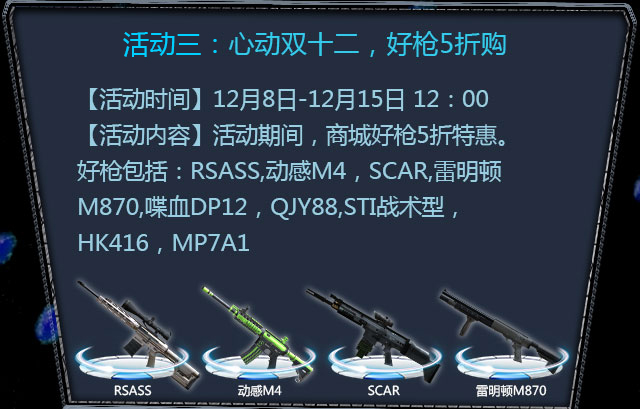 活动三：心动双十二，好枪5折购
【活动时间】12月8日-12月15日 12：00
【活动内容】活动期间，商城好枪5折特惠。
好枪包括：RSASS,动感M4，SCAR,雷明顿
M870,喋血DP12，QJY88,STI战术型，
HK416，MP7A1
RSASS 动感M4 SCAR 雷明顿M870